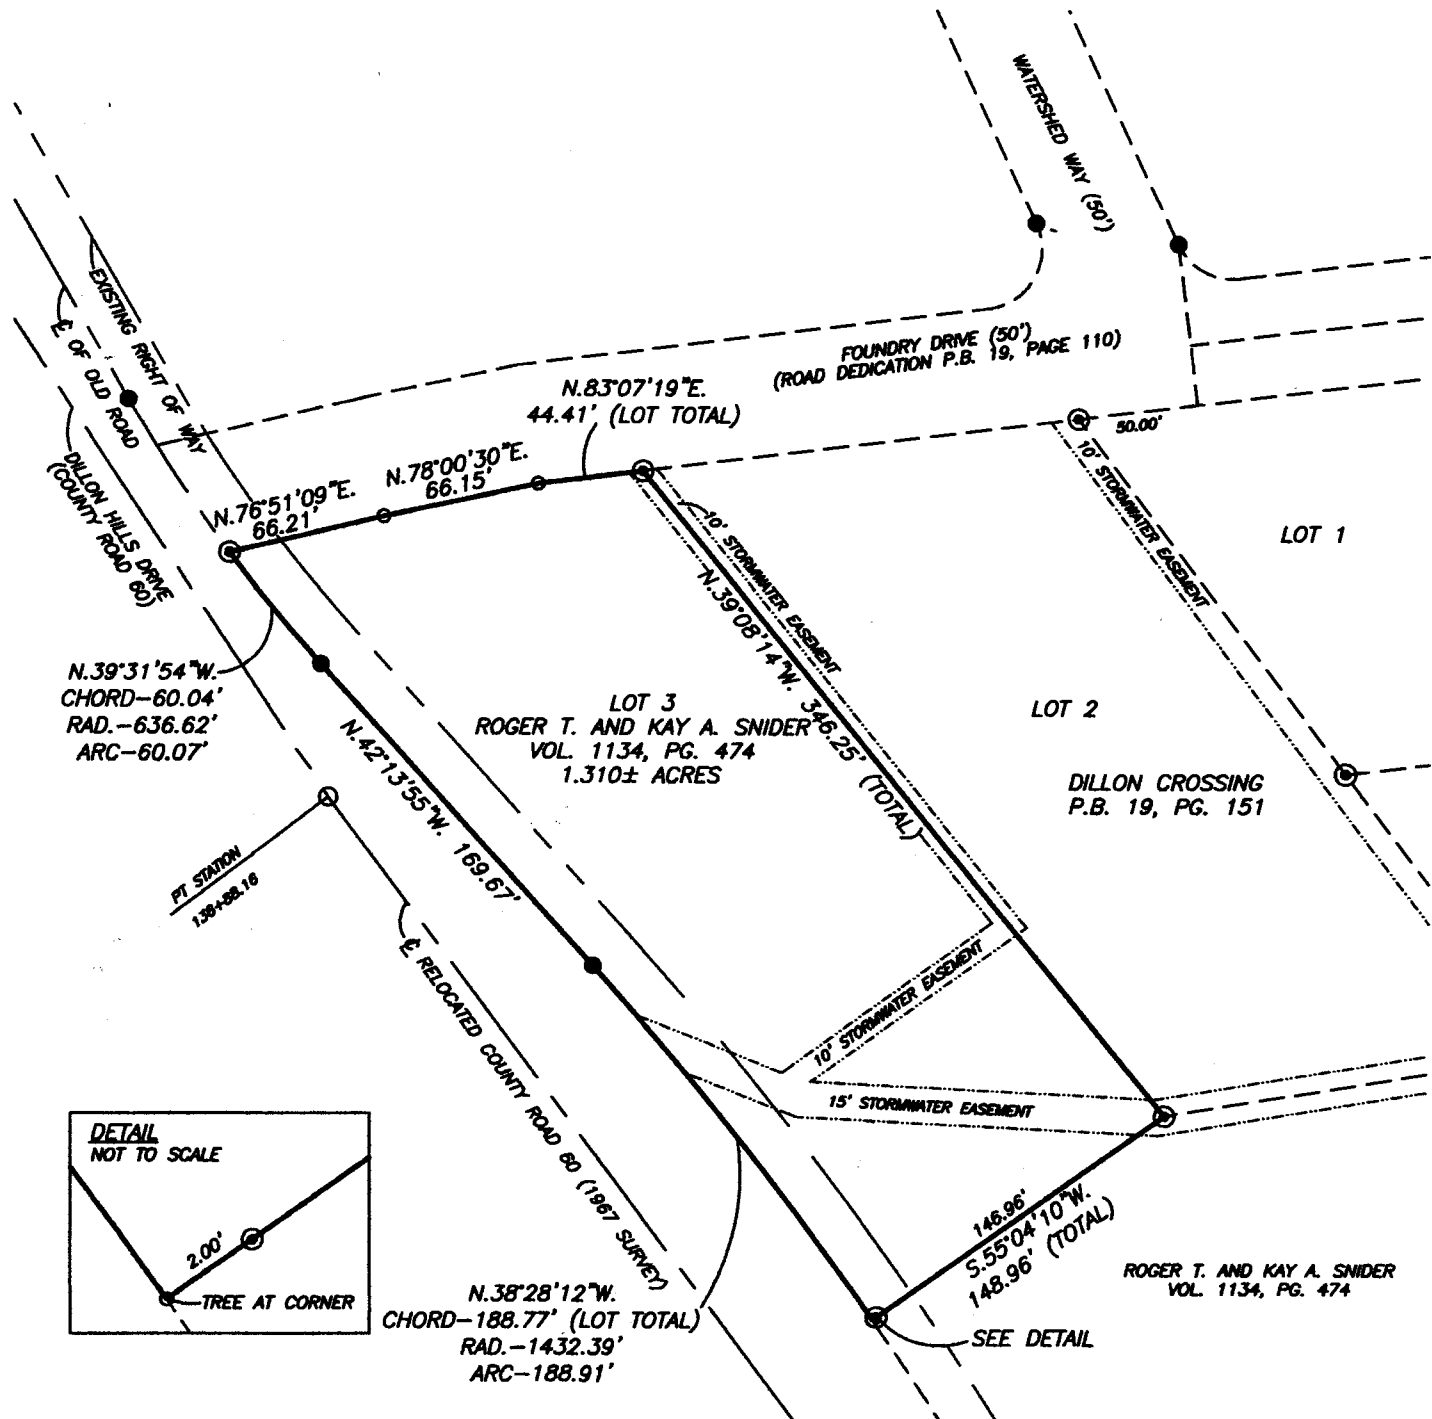 WATERSHED WAY (50')
EXISTING RIGHT OF WAY
℄ OF OLD ROAD
DILLON HILLS DRIVE
(COUNTY ROAD 60)
FOUNDRY DRIVE (50')
(ROAD DEDICATION P.B. 19, PAGE 110)
N.83°07'19"E.
44.41' (LOT TOTAL)
N.78°00'30"E.
66.15'
N.76°51'09"E.
66.21'
50.00'
10' STORMWATER EASEMENT
LOT 1
10' STORMWATER EASEMENT
N.39°08'14"W. 346.25' (TOTAL)
N.39°31'54"W.
CHORD-60.04'
RAD.-636.62'
ARC-60.07'
LOT 3
ROGER T. AND KAY A. SNIDER
VOL. 1134, PG. 474
1.310± ACRES
LOT 2
DILLON CROSSING
P.B. 19, PG. 151
N.42°13'55"W. 169.67'
PT STATION
138+88.16
℄ RELOCATED COUNTY ROAD 60 (1967 SURVEY)
10' STORMWATER EASEMENT
15' STORMWATER EASEMENT
DETAIL
NOT TO SCALE
2.00'
TREE AT CORNER
146.96'
S.55°04'10"W.
148.96' (TOTAL)
ROGER T. AND KAY A. SNIDER
VOL. 1134, PG. 474
N.38°28'12"W.
CHORD-188.77' (LOT TOTAL)
RAD.-1432.39'
ARC-188.91'
SEE DETAIL